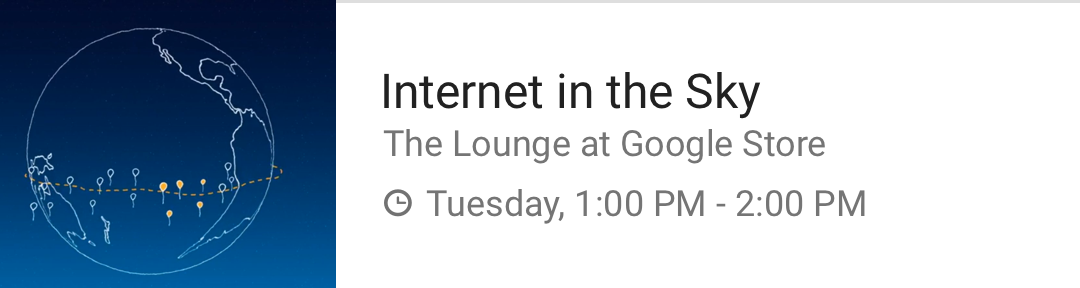 Internet in the Sky
The Lounge at Google Store
Tuesday, 1:00 PM - 2:00 PM